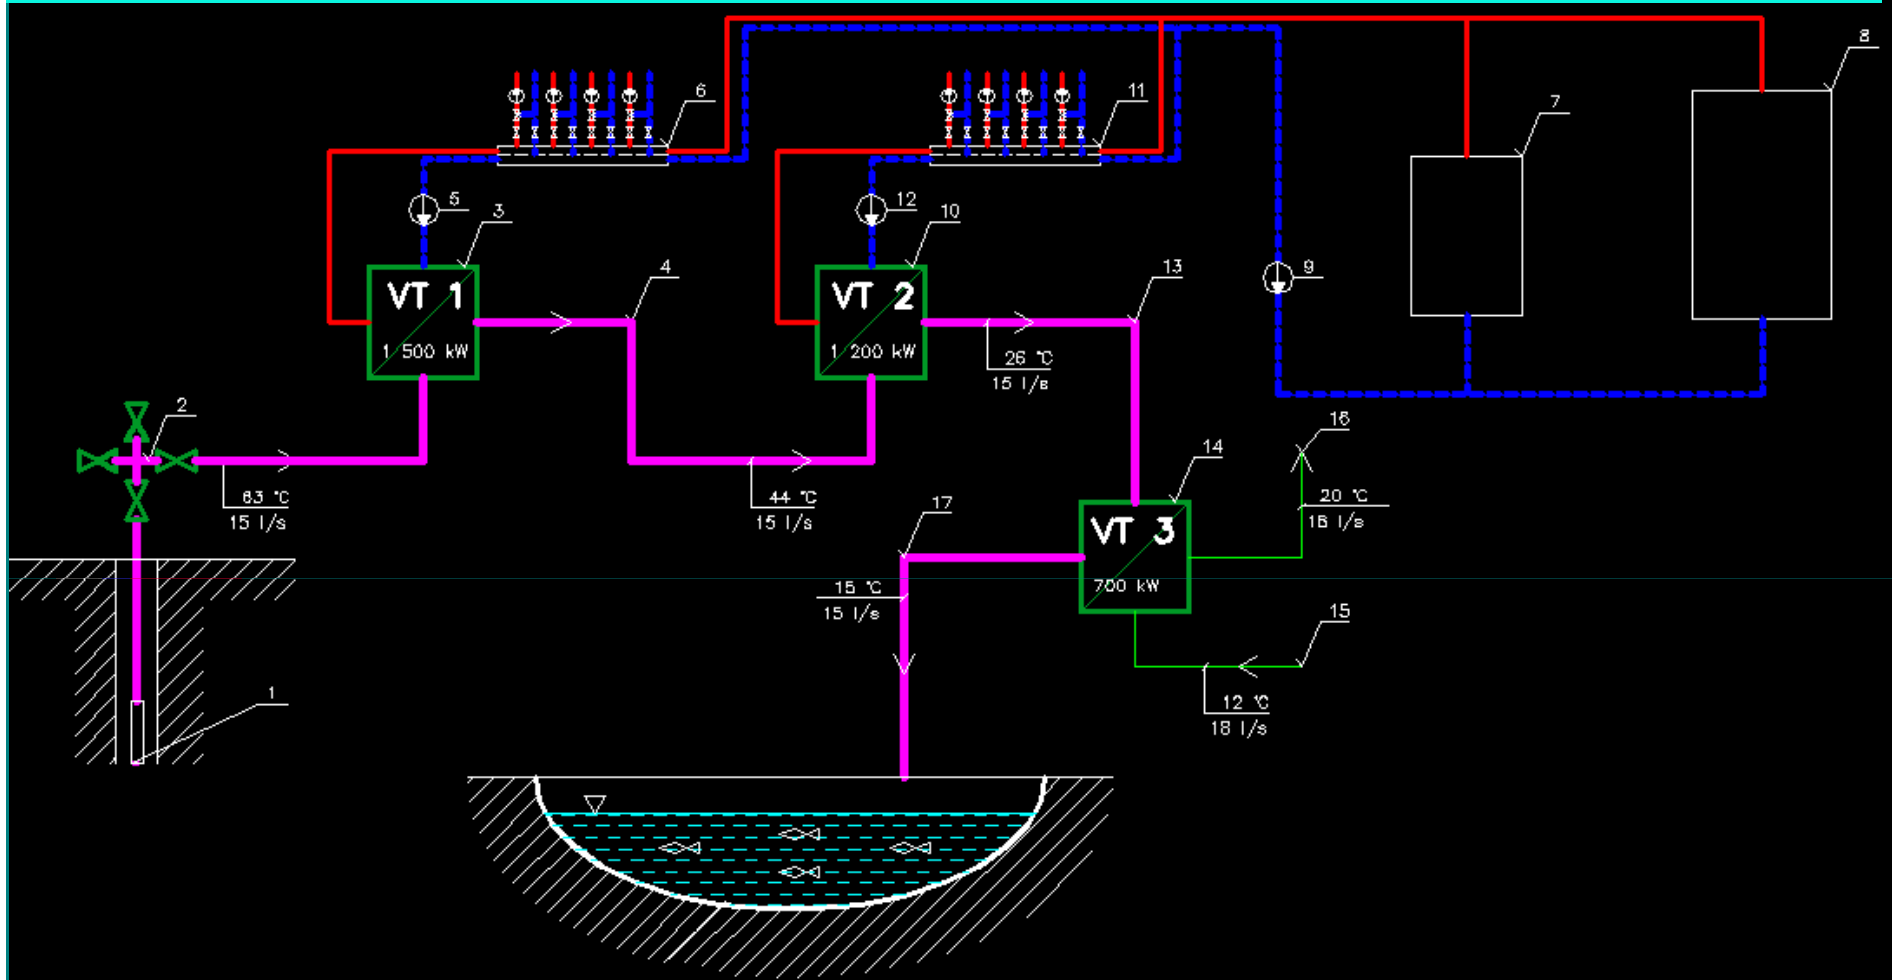 8
6
11
7
5
3
12
10
4
13
9
VT 1
1 500 kW
VT 2
1 200 kW
26 °C
15 l/s
2
16
14
63 °C
15 l/s
44 °C
15 l/s
17
20 °C
18 l/s
VT 3
700 kW
15 °C
15 l/s
15
1
12 °C
18 l/s